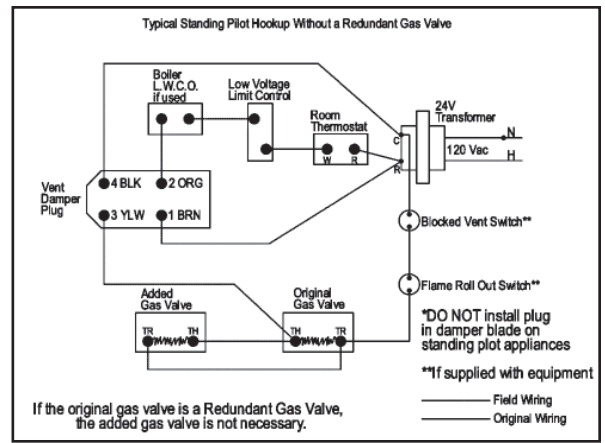 Typical Standing Pilot Hookup Without a Redundant Gas Valve
Boiler
L.W.C.O.
if used
Low Voltage
Limit Control
Room
Thermostat
W R
24V
Transformer
C
R
120 Vac
N
H
Vent
Damper
Plug
4 BLK
2 ORG
3 YLW
1 BRN
Blocked Vent Switch**
Flame Roll Out Switch**
Added
Gas Valve
TR TH
Original
Gas Valve
TH TR
*DO NOT install plug
in damper blade on
standing plot appliances
**If supplied with equipment
Field Wiring
Original Wiring
If the original gas valve is a Redundant Gas Valve,
the added gas valve is not necessary.